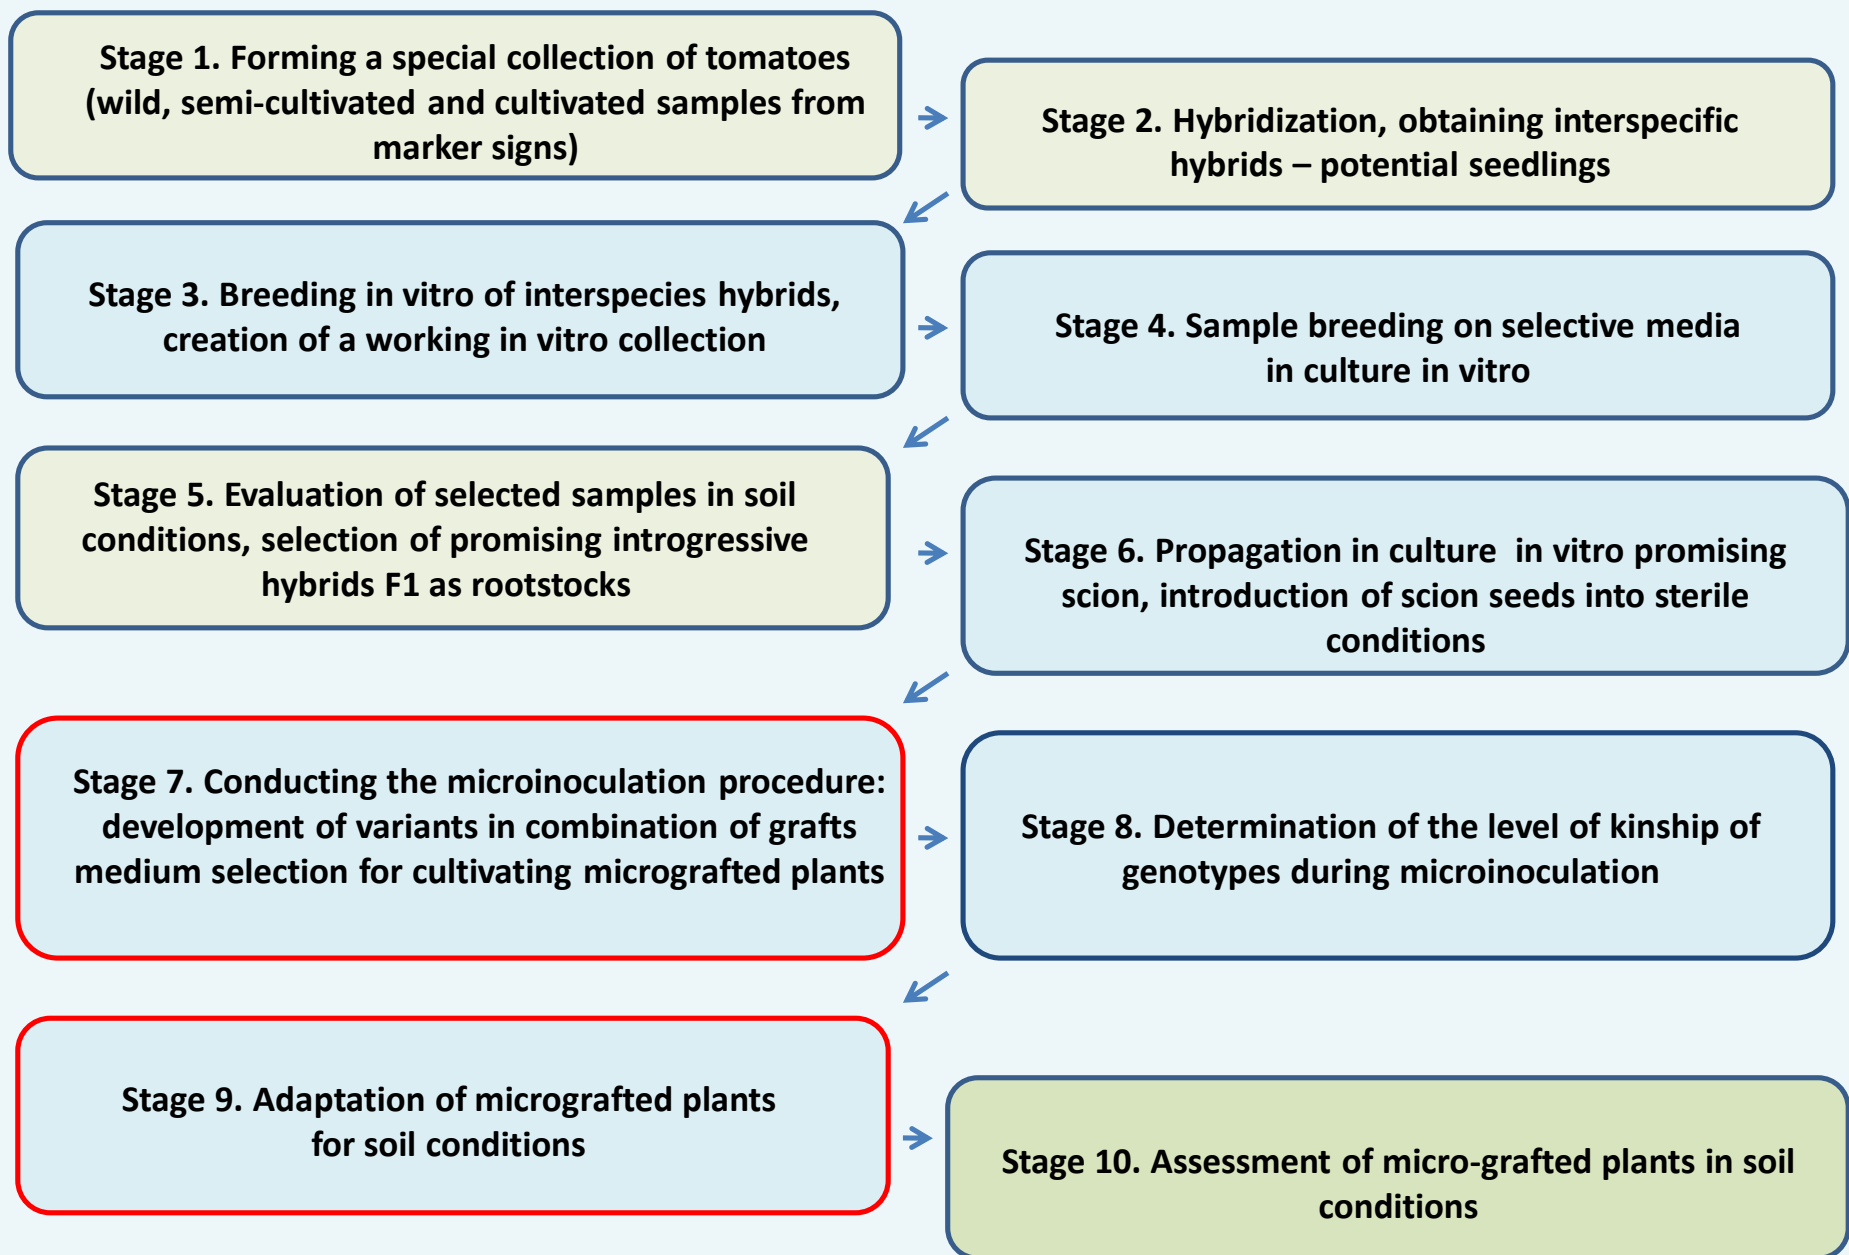 Stage 1. Forming a special collection of tomatoes
(wild, semi-cultivated and cultivated samples from
marker signs)
Stage 2. Hybridization, obtaining interspecific
hybrids – potential seedlings
Stage 3. Breeding in vitro of interspecies hybrids,
creation of a working in vitro collection
Stage 4. Sample breeding on selective media
in culture in vitro
Stage 5. Evaluation of selected samples in soil
conditions, selection of promising introgressive
hybrids F1 as rootstocks
Stage 6. Propagation in culture in vitro promising
scion, introduction of scion seeds into sterile
conditions
Stage 7. Conducting the microinoculation procedure:
development of variants in combination of grafts
medium selection for cultivating micrografted plants
Stage 8. Determination of the level of kinship of
genotypes during microinoculation
Stage 9. Adaptation of micrografted plants
for soil conditions
Stage 10. Assessment of micro-grafted plants in soil
conditions